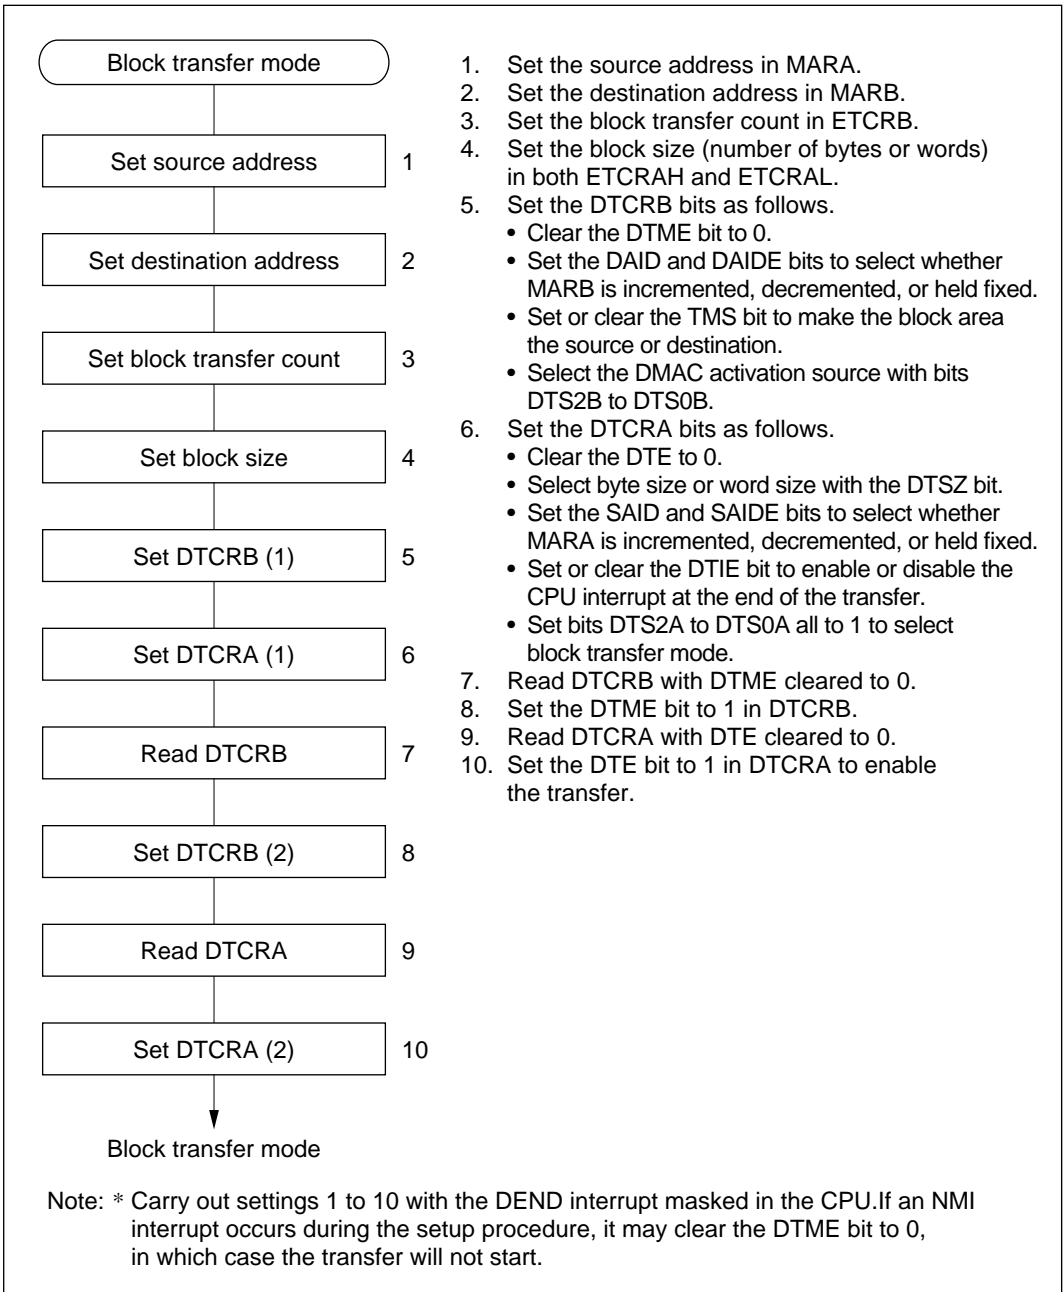 Block transfer mode
Set source address 1
Set destination address 2
Set block transfer count 3
Set block size 4
Set DTCRB (1) 5
Set DTCRA (1) 6
Read DTCRB 7
Set DTCRB (2) 8
Read DTCRA 9
Set DTCRA (2) 10
Block transfer mode
1. Set the source address in MARA.
2. Set the destination address in MARB.
3. Set the block transfer count in ETCRB.
4. Set the block size (number of bytes or words)
in both ETCRAH and ETCRAL.
5. Set the DTCRB bits as follows.
• Clear the DTME bit to 0.
• Set the DAID and DAIDE bits to select whether
MARB is incremented, decremented, or held fixed.
• Set or clear the TMS bit to make the block area
the source or destination.
• Select the DMAC activation source with bits
DTS2B to DTS0B.
6. Set the DTCRA bits as follows.
• Clear the DTE to 0.
• Select byte size or word size with the DTSZ bit.
• Set the SAID and SAIDE bits to select whether
MARA is incremented, decremented, or held fixed.
• Set or clear the DTIE bit to enable or disable the
CPU interrupt at the end of the transfer.
• Set bits DTS2A to DTS0A all to 1 to select
block transfer mode.
7. Read DTCRB with DTME cleared to 0.
8. Set the DTME bit to 1 in DTCRB.
9. Read DTCRA with DTE cleared to 0.
10. Set the DTE bit to 1 in DTCRA to enable
the transfer.
Note: * Carry out settings 1 to 10 with the DEND interrupt masked in the CPU.If an NMI
interrupt occurs during the setup procedure, it may clear the DTME bit to 0,
in which case the transfer will not start.